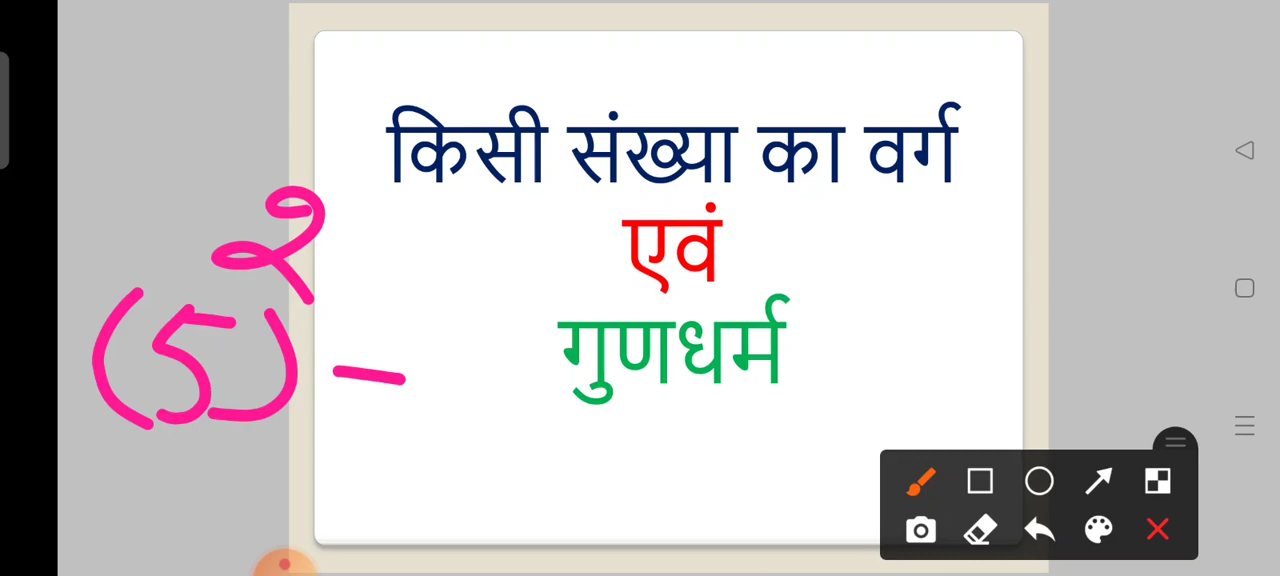 किसी संख्या का वर्ग
एवं
गुणधर्म
(5)² –